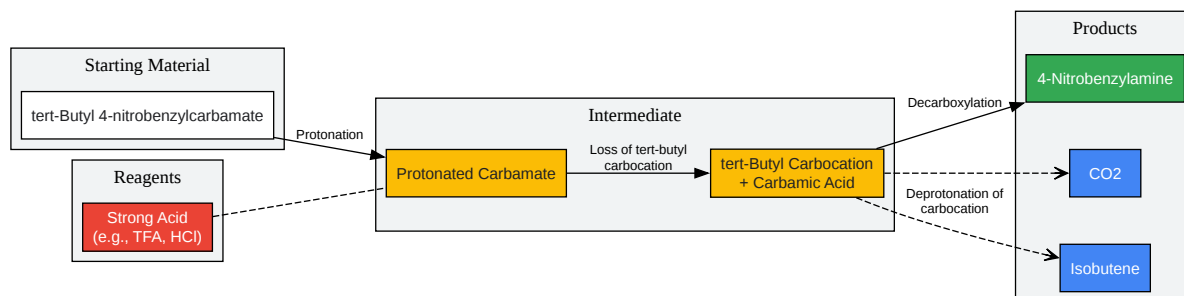 Starting Material
tert-Butyl 4-nitrobenzylcarbamate
Reagents
Strong Acid
(e.g., TFA, HCl)
Protonation
Intermediate
Protonated Carbamate
Loss of tert-butyl
carbocation
tert-Butyl Carbocation
+ Carbamic Acid
Decarboxylation
Deprotonation of
carbocation
Products
4-Nitrobenzylamine
CO2
Isobutene